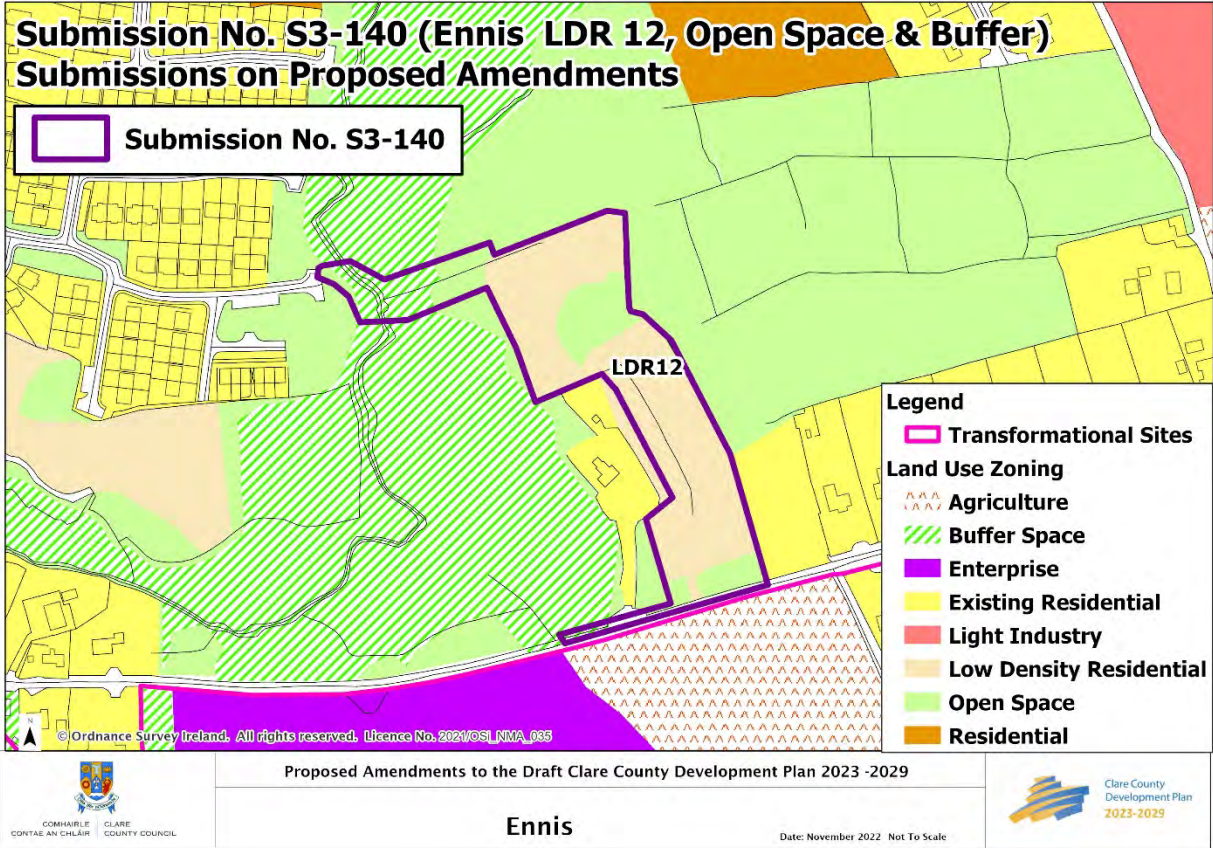 Submission No. S3-140 (Ennis LDR 12, Open Space & Buffer)
Submissions on Proposed Amendments
Submission No. S3-140
LDR12
Legend
Transformational Sites
Land Use Zoning
Agriculture
Buffer Space
Enterprise
Existing Residential
Light Industry
Low Density Residential
Open Space
Residential
N
© Ordnance Survey Ireland. All rights reserved. Licence No. 2021/OSI_NMA_035
COMHAIRLE CONTAE AN CHLÁIR
CLARE COUNTY COUNCIL
Proposed Amendments to the Draft Clare County Development Plan 2023 -2029
Ennis
Date: November 2022 Not To Scale
Clare County
Development Plan
2023-2029